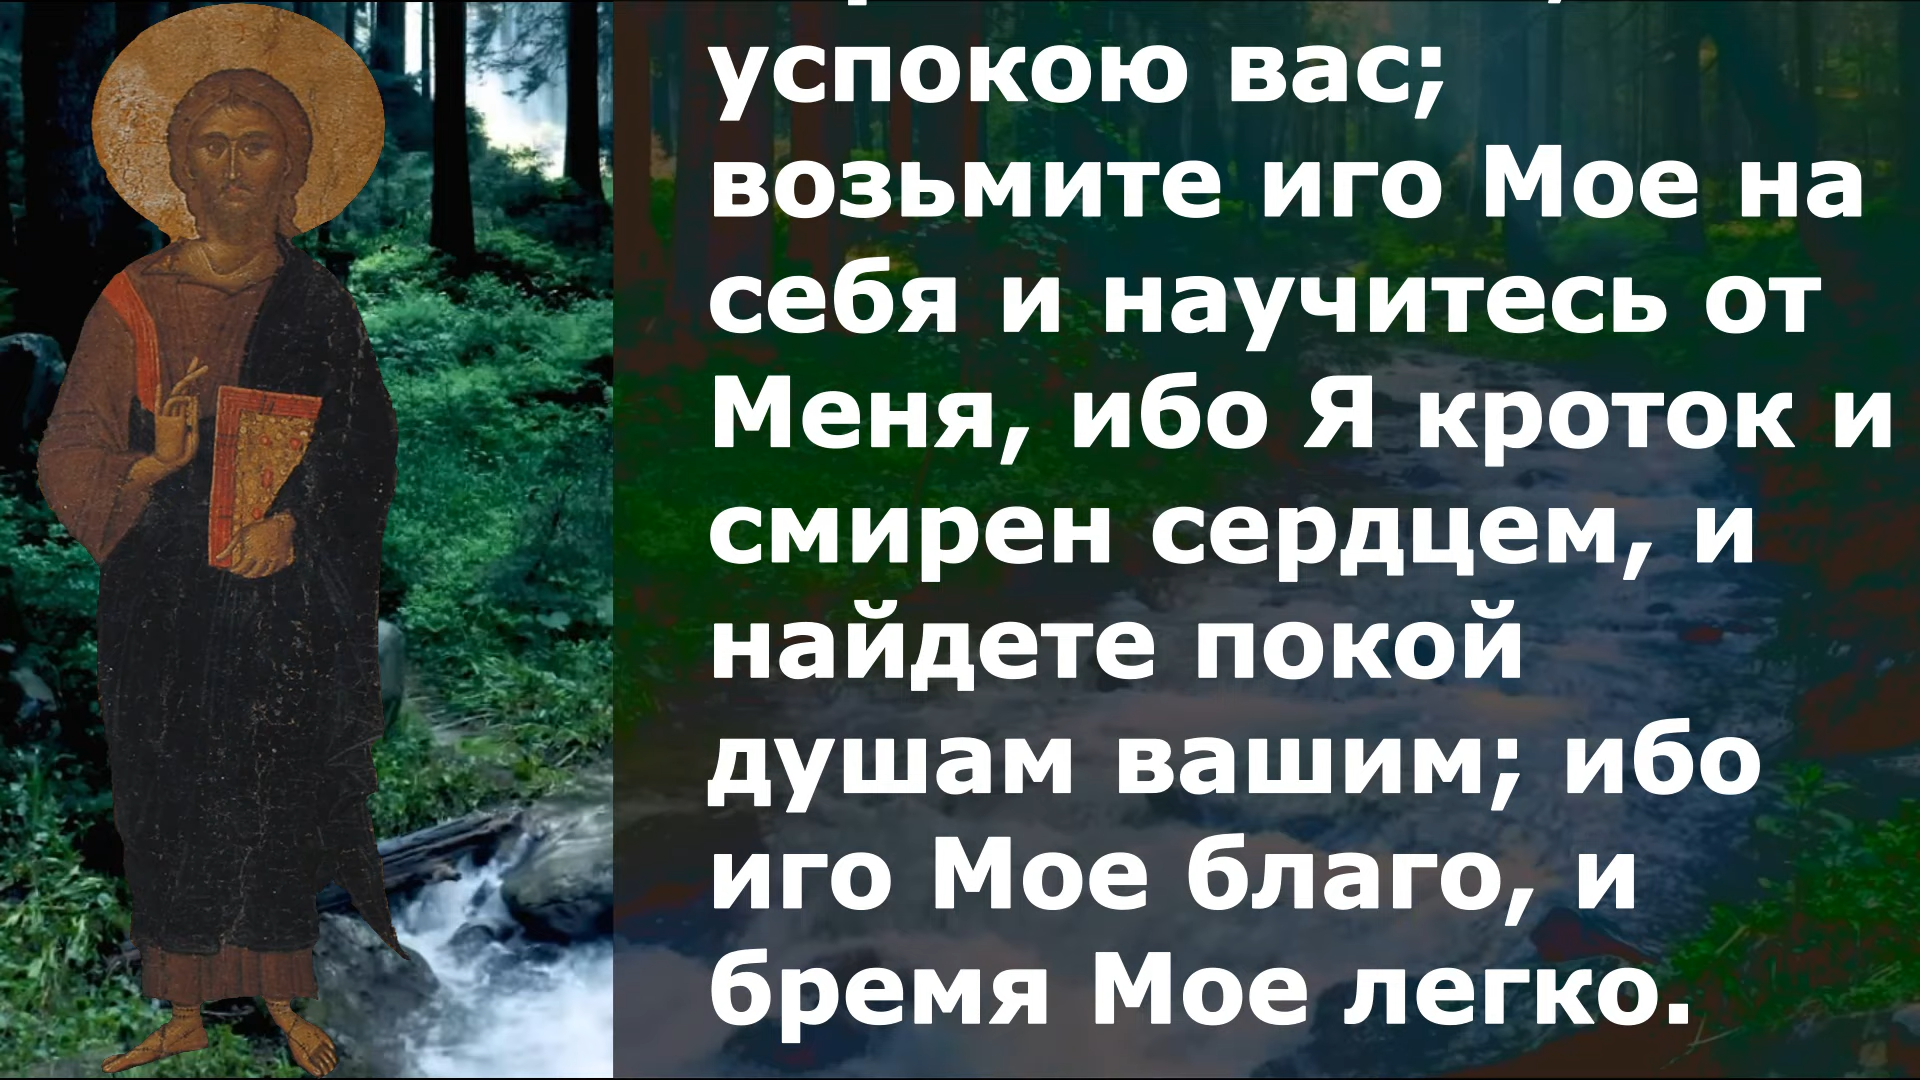 успокою вас;
возьмите иго Мое на
себя и научитесь от
Меня, ибо Я кроток и
смирен сердцем, и
найдете покой
душам вашим; ибо
иго Мое благо, и
бремя Мое легко.